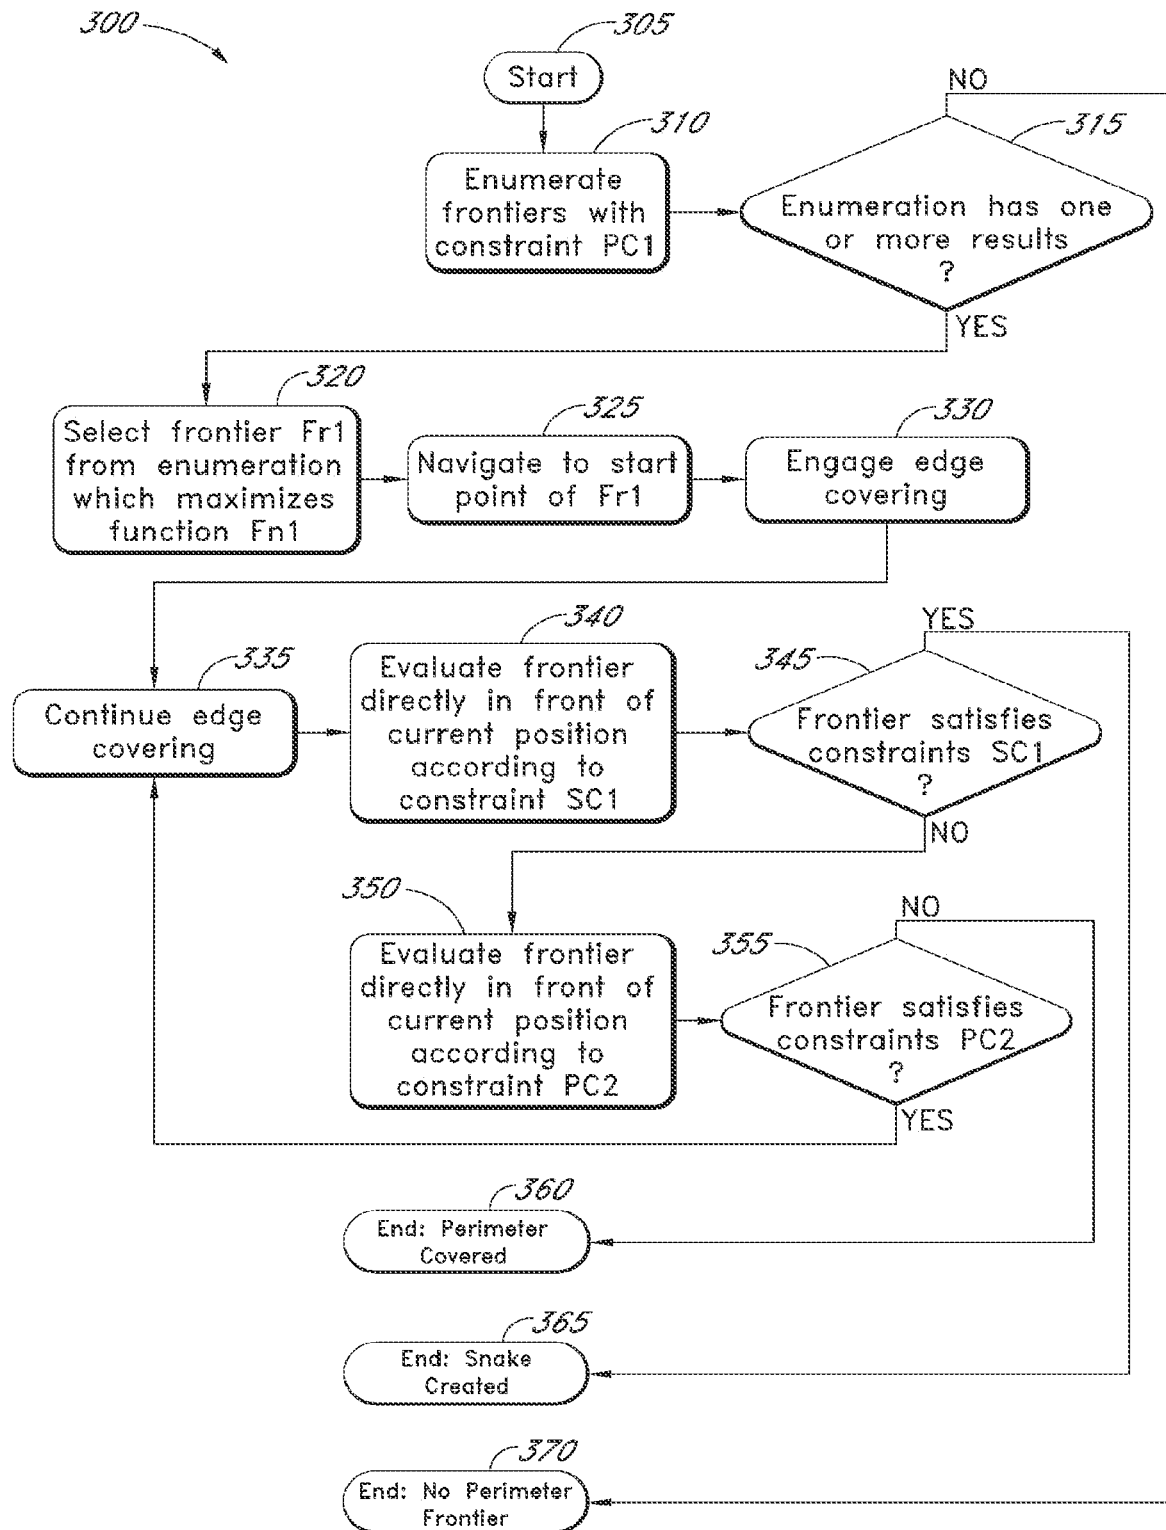 300
305
Start
310
Enumerate
frontiers with
constraint PC1
NO
315
Enumeration has one
or more results
?
YES
320
Select frontier Fr1
from enumeration
which maximizes
function Fn1
325
Navigate to start
point of Fr1
330
Engage edge
covering
335
Continue edge
covering
340
Evaluate frontier
directly in front of
current position
according to
constraint SC1
YES
345
Frontier satisfies
constraints SC1
?
NO
350
Evaluate frontier
directly in front of
current position
according to
constraint PC2
NO
355
Frontier satisfies
constraints PC2
?
YES
360
End: Perimeter
Covered
365
End: Snake
Created
370
End: No Perimeter
Frontier